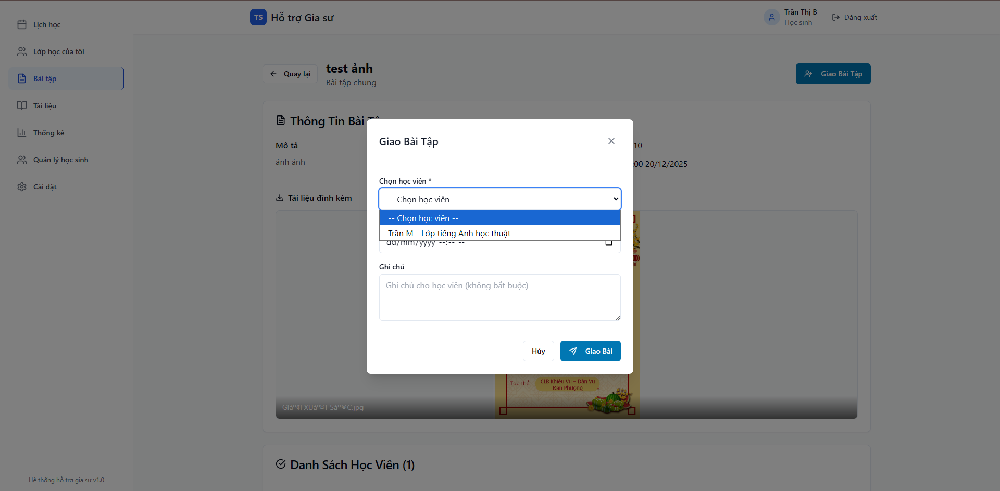 Lịch học
Lớp học của tôi
Bài tập
Tài liệu
Thống kê
Quản lý học sinh
Cài đặt
Hệ thống hỗ trợ gia sư v1.0
TS Hỗ trợ Gia sư
Trần Thị B
Học sinh
Đăng xuất
Quay lại
test ảnh
Bài tập chung
Giao Bài Tập
Thông Tin Bài
Mô tả
ảnh ảnh
10
:00 20/12/2025
Tài liệu đính kèm
Giao Bài Tập
Chọn học viên *
-- Chọn học viên --
-- Chọn học viên --
Trần M - Lớp tiếng Anh học thuật
dd/mm/yyyy --:-- --
Ghi chú
Ghi chú cho học viên (không bắt buộc)
Hủy
Giao Bài
Tập thể:
CLB Khiêu Vũ – Dân Vũ
Đan Phượng
GIáº¢I XUáº¤T Sáº®C.jpg
Danh Sách Học Viên (1)